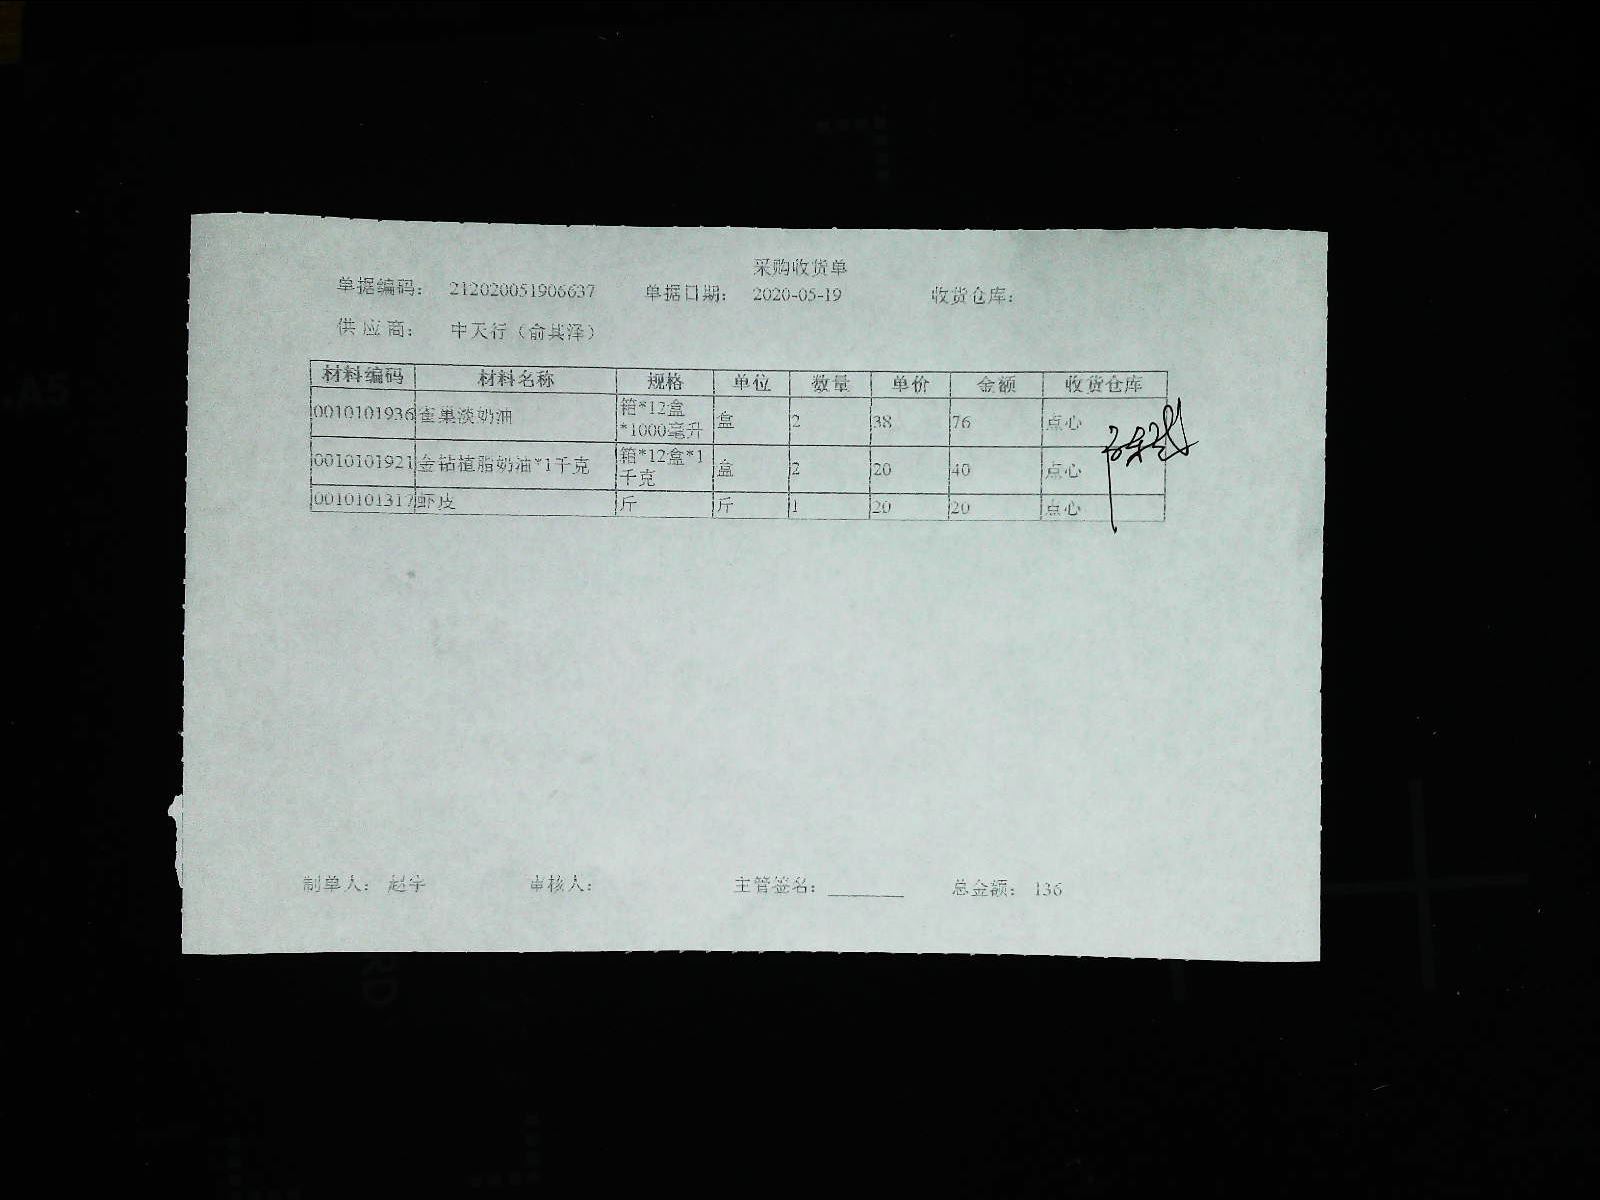 采购收货单
单据编码: 212020051906637 单据日期: 2020-05-19 收货仓库:
供应商: 中天行（俞其泽）
材料编码 材料名称 规格 单位 数量 单价 金额 收货仓库
0010101936 雀巢淡奶油 箱*12盒*1000毫升 盒 2 38 76 点心
0010101921 金钻植脂奶油*1千克 箱*12盒*1千克 盒 2 20 40 点心
0010101317 虾皮 斤 斤 1 20 20 点心
制单人: 赵宇 审核人: 主管签名: 总金额: 136